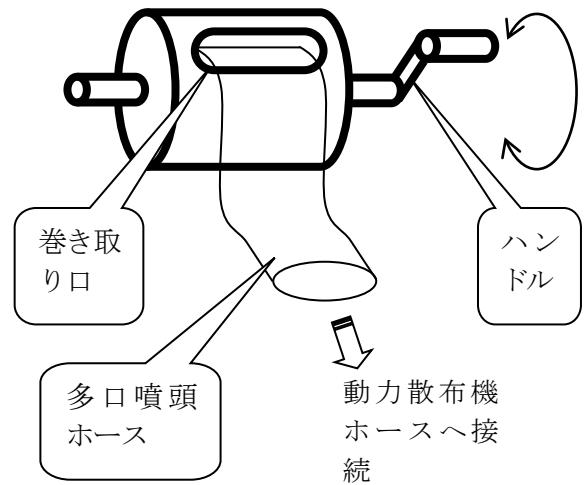 巻き取
り口
ハン
ドル
多口噴頭
ホース
動力散布機
ホースへ接
続